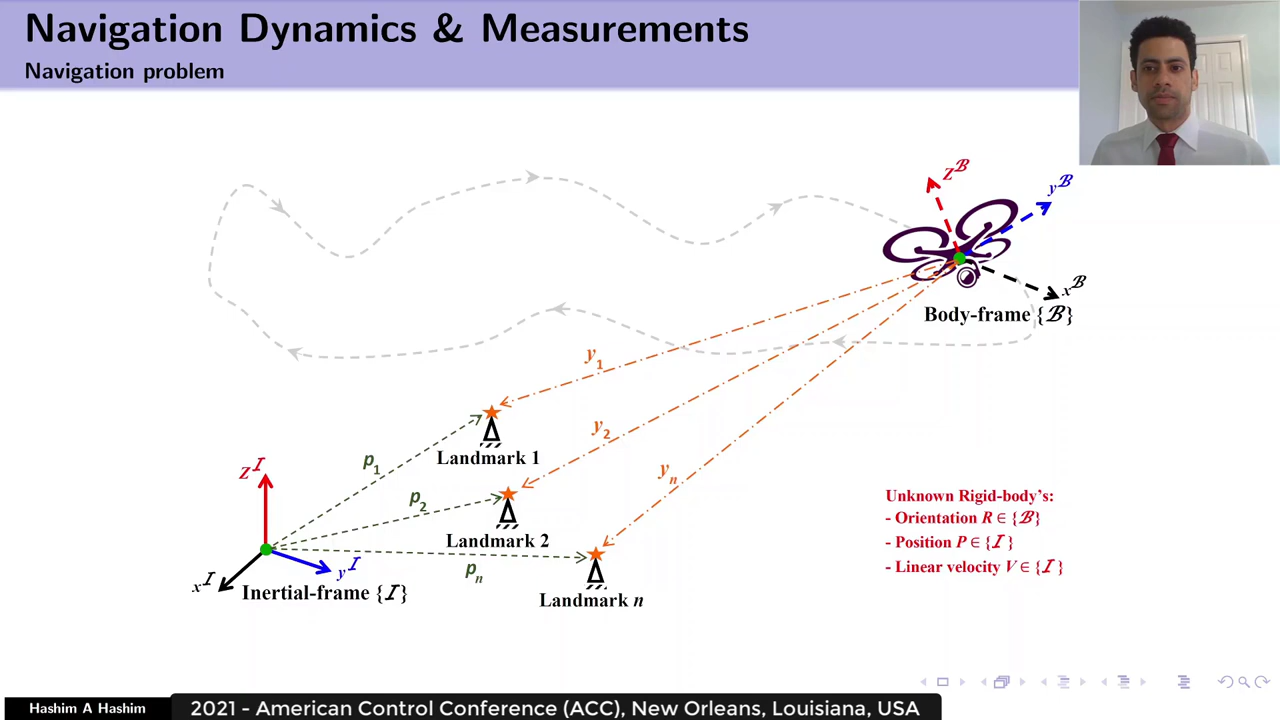 Navigation Dynamics & Measurements
Navigation problem
z^ℬ
y^ℬ
x^ℬ
Body-frame {ℬ}
y_1
y_2
y_n
Landmark 1
p_1
p_2
p_n
Landmark 2
Landmark n
z^ℐ
y^ℐ
x^ℐ
Inertial-frame {ℐ}
Unknown Rigid-body's:
- Orientation R ∈ {ℬ}
- Position P ∈ {ℐ}
- Linear velocity V ∈ {ℐ}
Hashim A Hashim
2021 - American Control Conference (ACC), New Orleans, Louisiana, USA